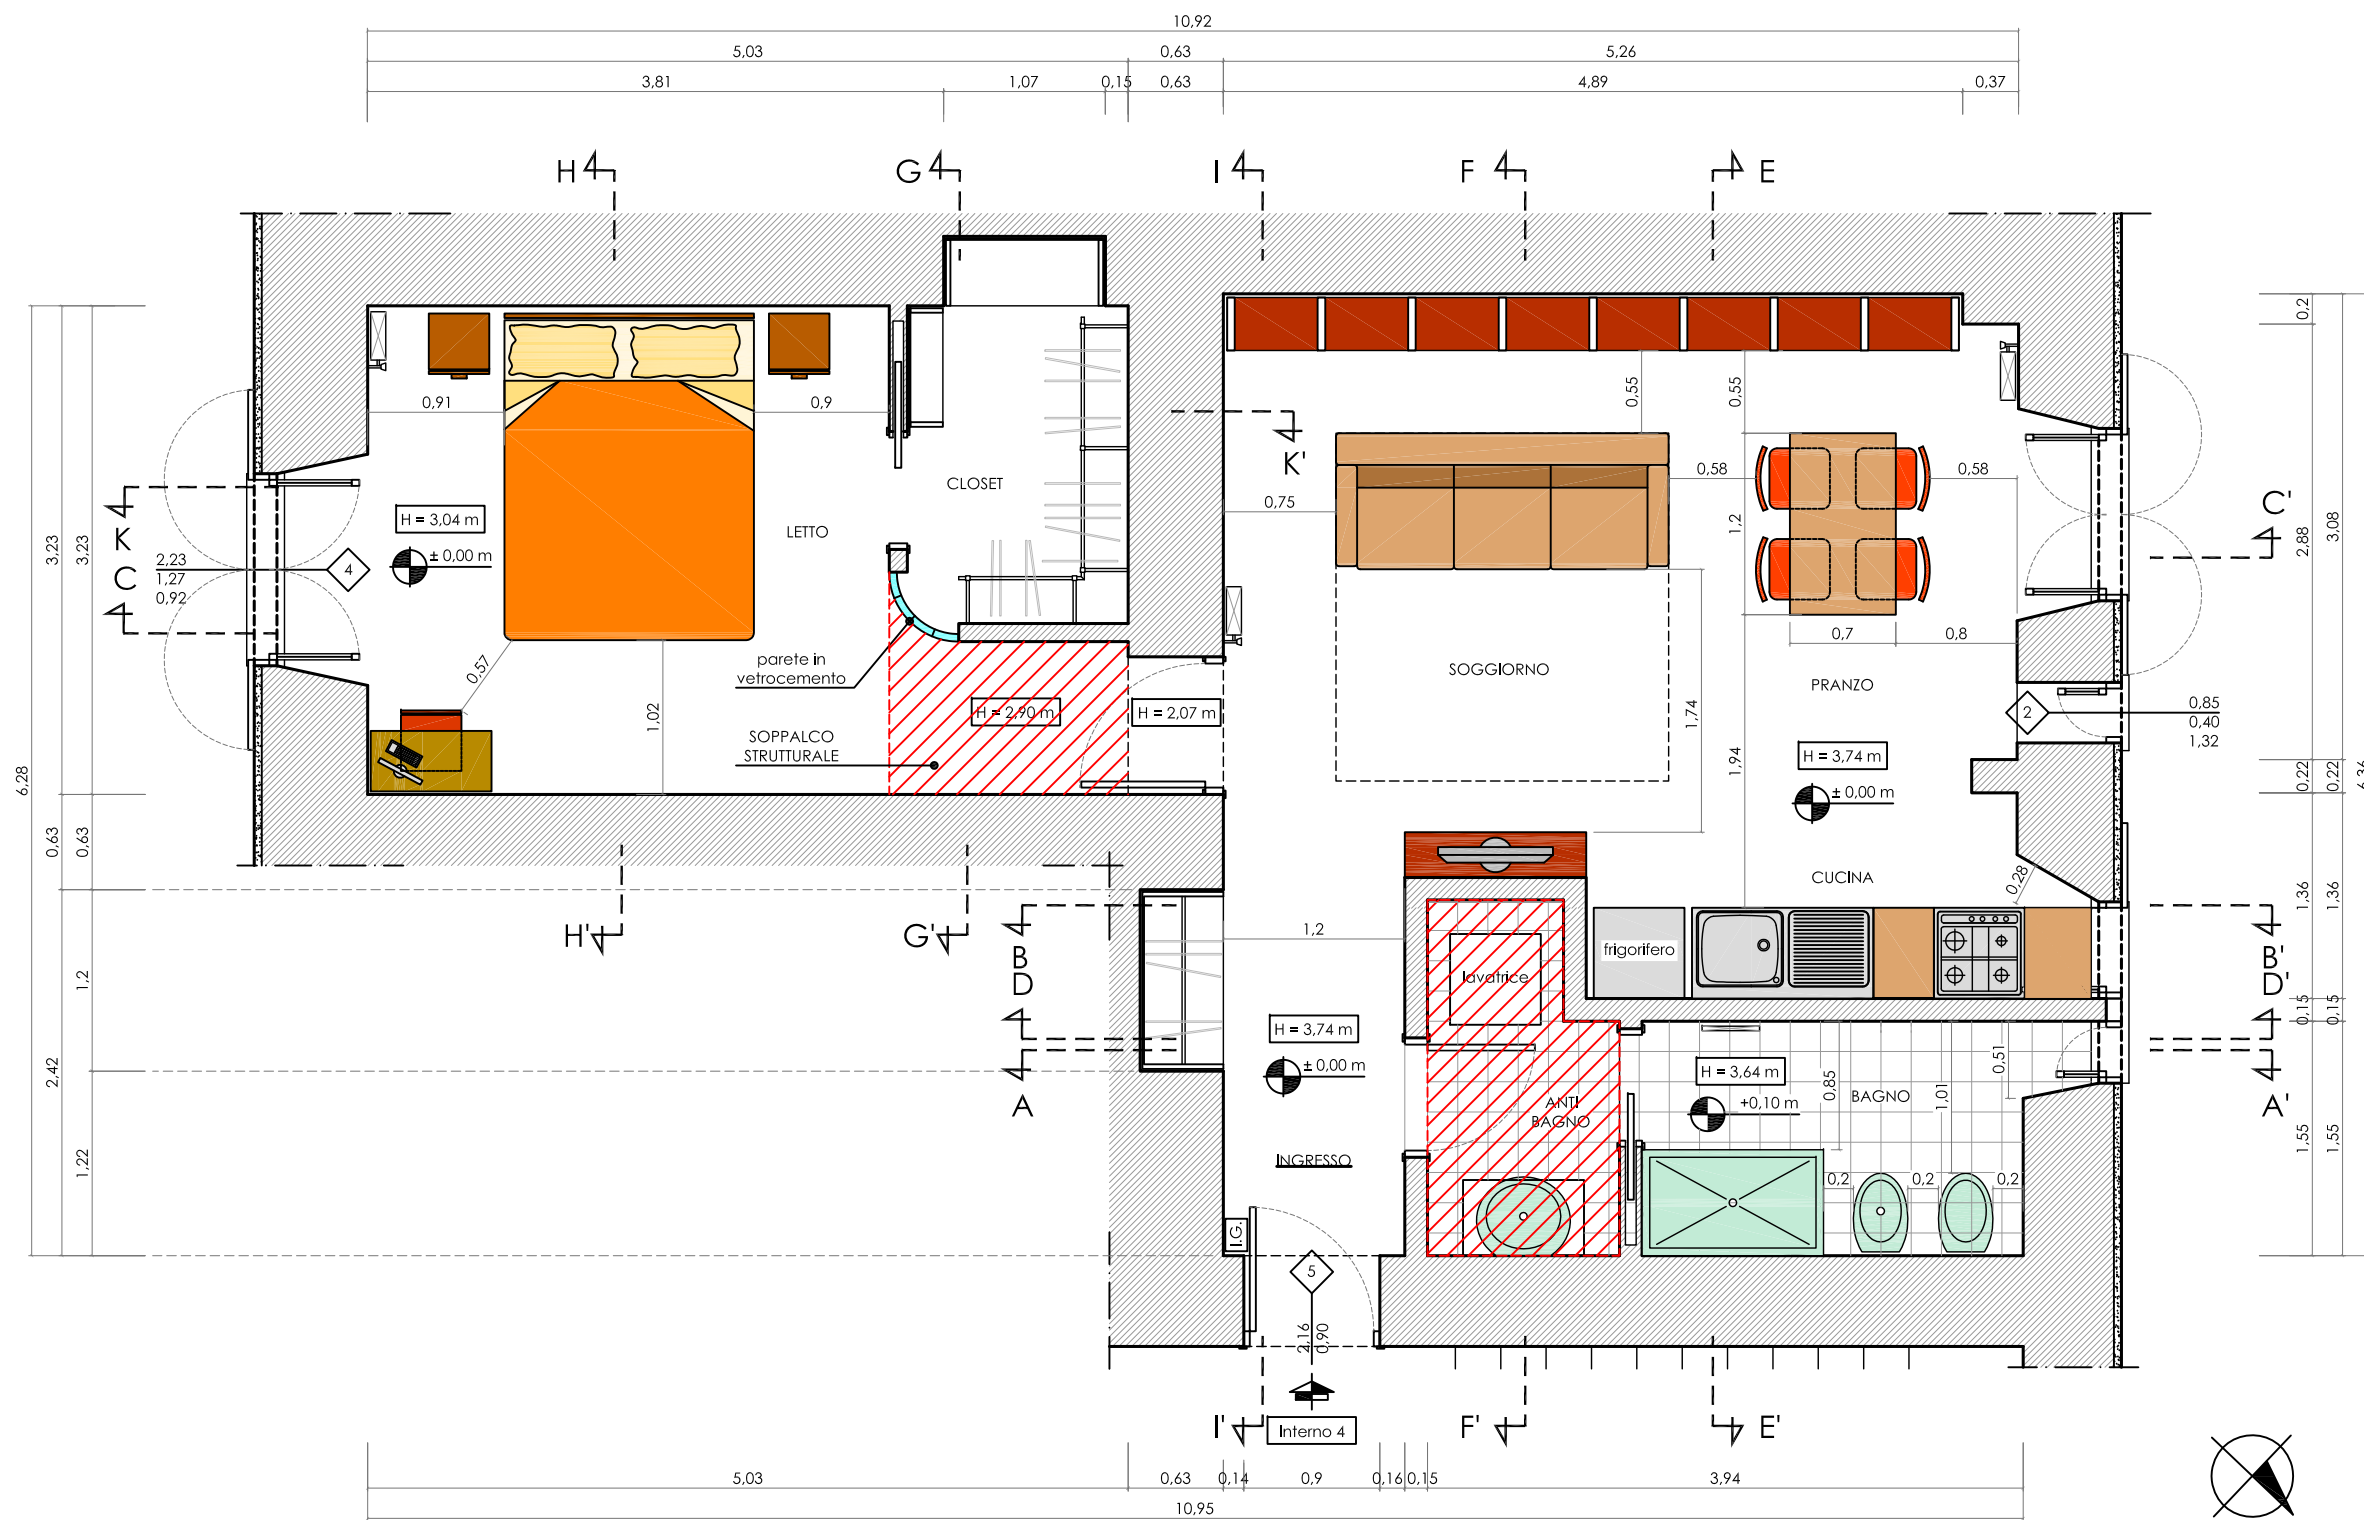 10,92
5,03 0,63 5,26
3,81 1,07 0,15 0,63 4,89 0,37
H G I F E
0,2
0,91 0,9 0,55 0,55
K'
CLOSET 0,75 0,58 0,58
H = 3,04 m
± 0,00 m
LETTO
1,2
C'
K
C
2,23
1,27
0,92
4
3,23 3,23
2,88 3,08
0,7 0,8
parete in
vetrocemento
0,57
1,02
SOGGIORNO
PRANZO
H = 2,90 m
H = 2,07 m
1,74
2
0,85
0,40
1,32
SOPPALCO
STRUTTURALE
H = 3,74 m
± 0,00 m
1,94
6,28
0,22 0,22
6,36
0,63 0,63
CUCINA
0,28
1,36 1,36
H' G'
1,2
frigorifero
B
D
B'
D'
1,2
lavatrice
0,15 0,15
H = 3,74 m
± 0,00 m
2,42
H = 3,64 m
+0,10 m
0,85
BAGNO
1,01
0,51
A
A'
ANTI
BAGNO
INGRESSO
1,22
1,55 1,55
0,2 0,2 0,2
I.G.
5
2,16
0,90
I' F' E'
Interno 4
5,03 0,63 0,14 0,9 0,16 0,15 3,94
10,95